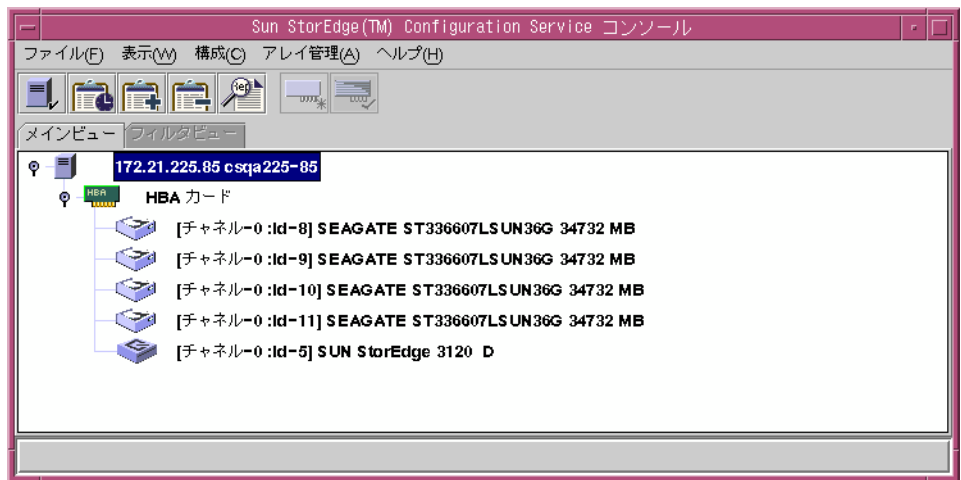 Sun StorEdge(TM) Configuration Service コンソール
ファイル(F) 表示(W) 構成(C) アレイ管理(A) ヘルプ(H)
メインビュー フィルタビュー
172.21.225.85 csqa225-85
HBA HBA カード
[チャネル-0 :Id-8] SEAGATE ST336607LSUN36G 34732 MB
[チャネル-0 :Id-9] SEAGATE ST336607LSUN36G 34732 MB
[チャネル-0 :Id-10] SEAGATE ST336607LSUN36G 34732 MB
[チャネル-0 :Id-11] SEAGATE ST336607LSUN36G 34732 MB
[チャネル-0 :Id-5] SUN StorEdge 3120 D